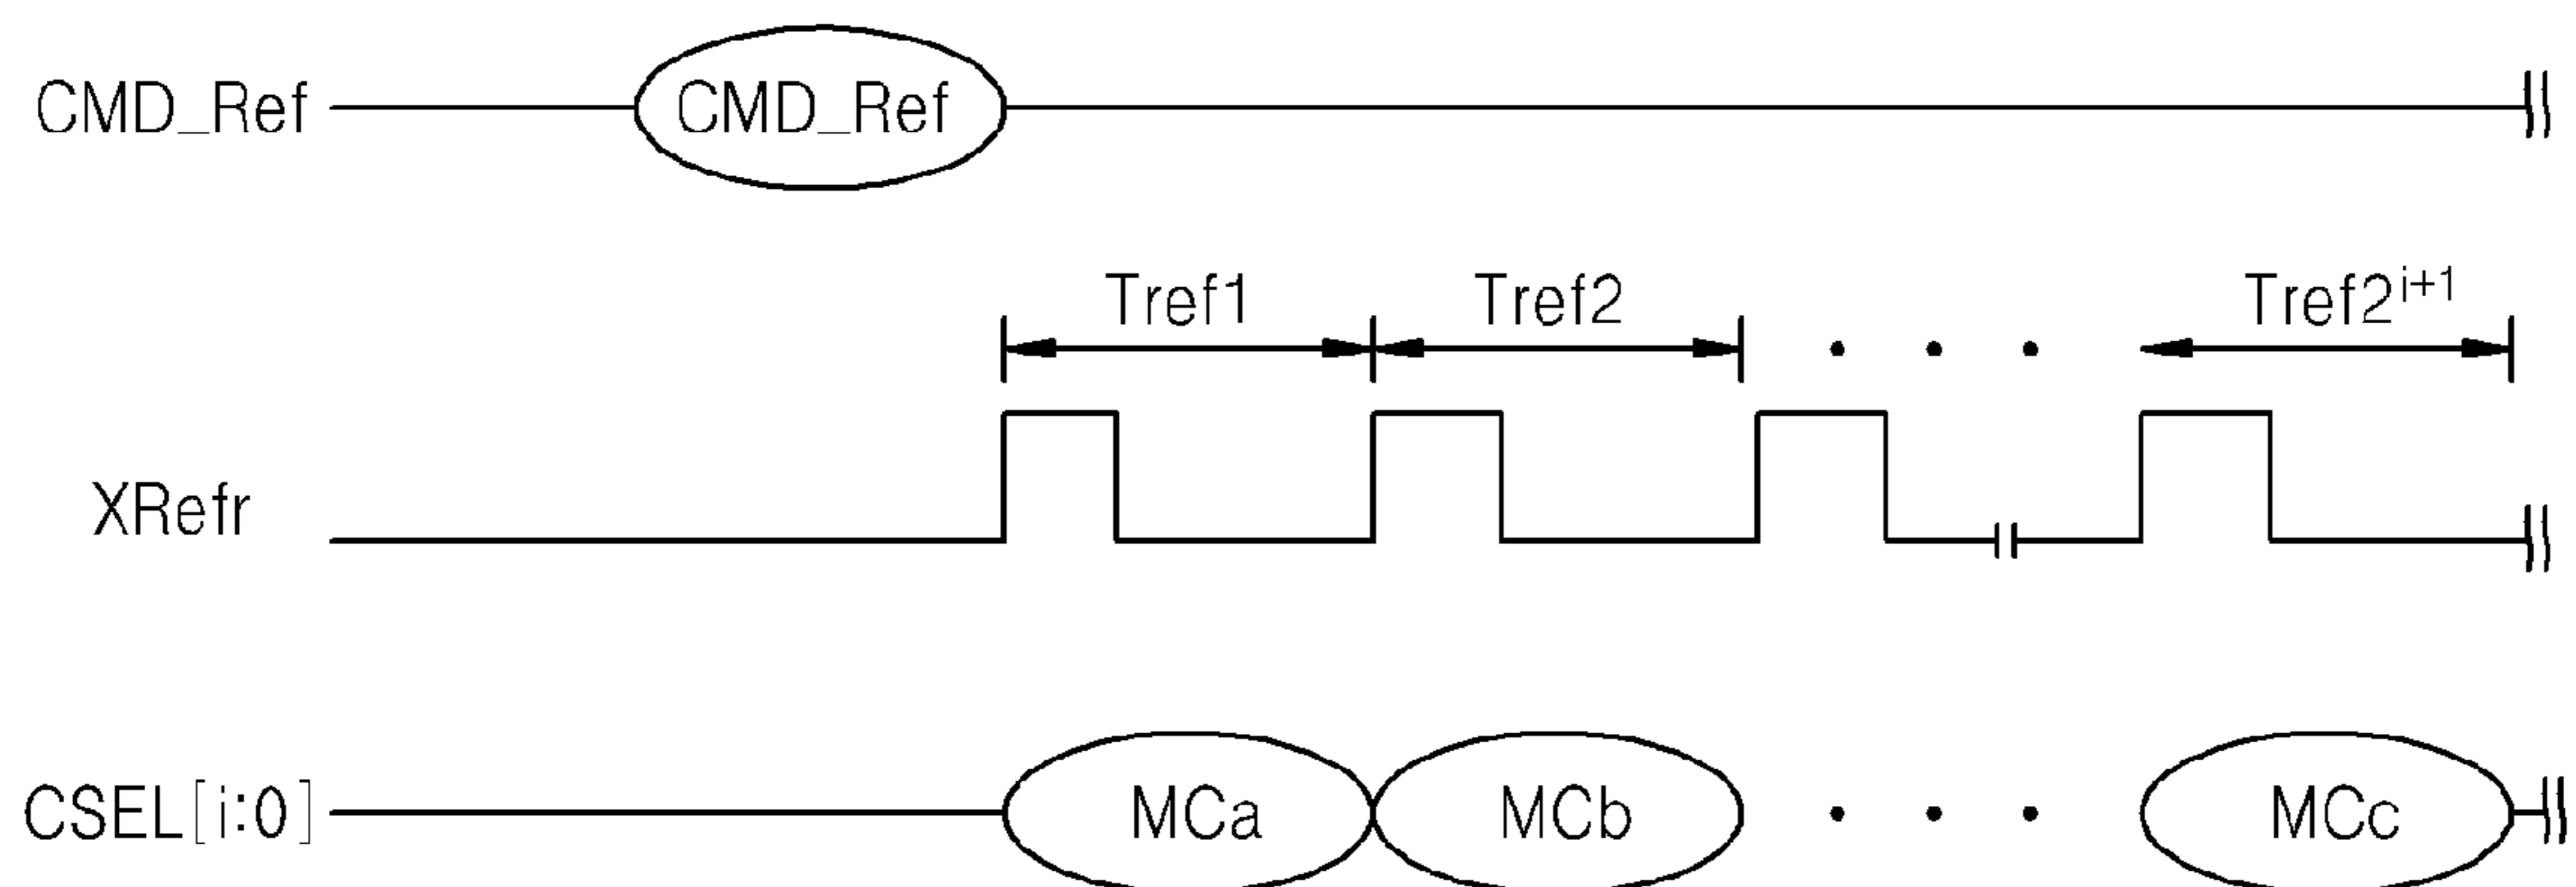 CMD_Ref
CMD_Ref
Tref1
Tref2
Tref2ⁱ⁺¹
XRefr
CSEL[i:0]
MCa
MCb
MCc